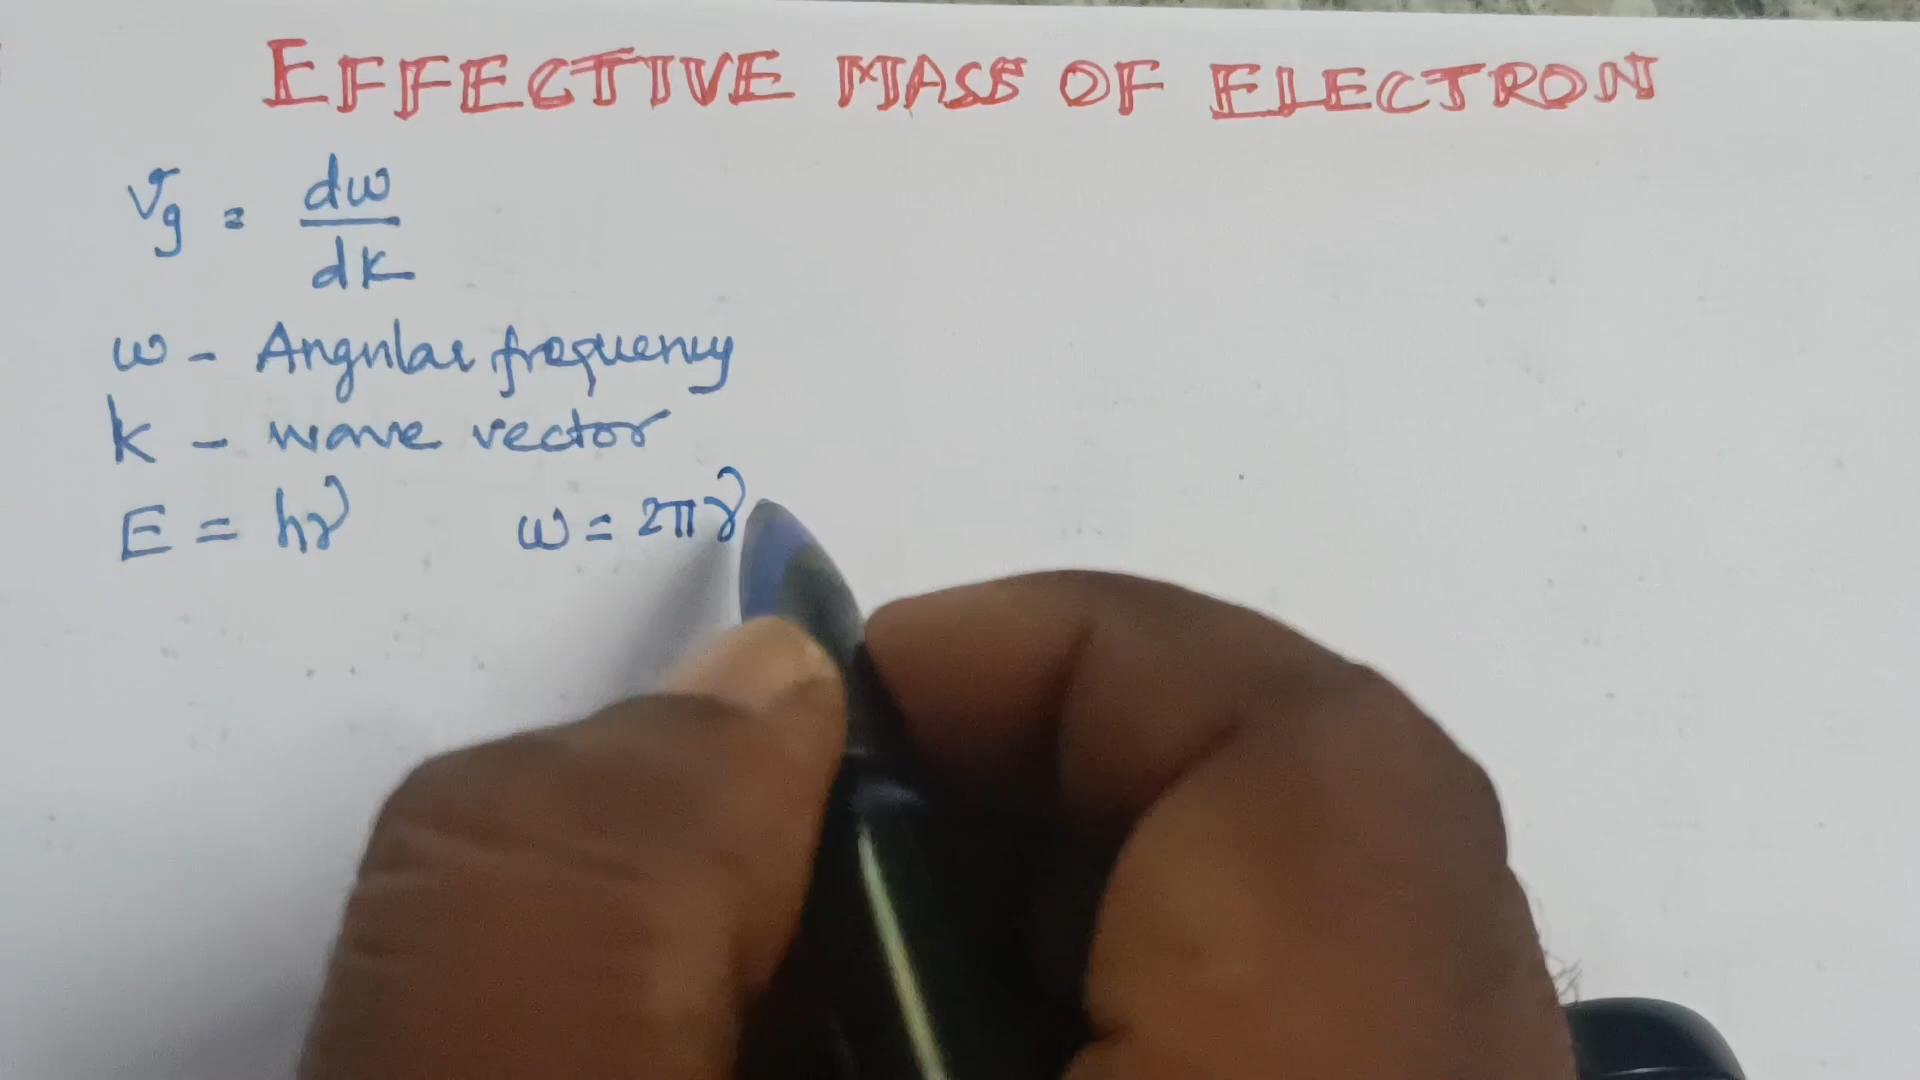 EFFECTIVE MASS OF ELECTRON
Vg = dω
dk
ω - Angular frequency
k - wave vector
E = hν ω = 2πν